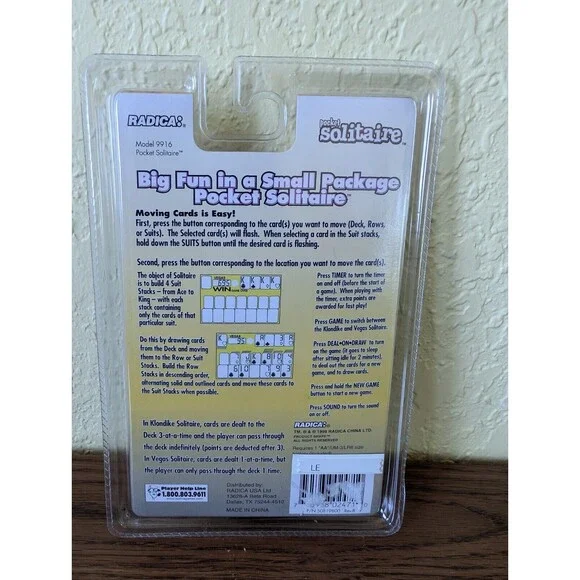 RADICA:
pocket
solitaire™
Model 9916
Pocket Solitaire™
Big Fun in a Small Package
Pocket Solitaire™
Moving Cards is Easy!
First, press the button corresponding to the card(s) you want to move (Deck, Rows,
or Suits). The Selected card(s) will flash. When selecting a card in the Suit stacks,
hold down the SUITS button until the desired card is flashing.
Second, press the button corresponding to the location you want to move the card(s).
The object of Solitaire
is to build 4 Suit
Stacks – from Ace to
King – with each
stack containing
only the cards of that
particular suit.
VEGAS
WIN
Do this by drawing cards
from the Deck and moving
them to the Row or Suit
Stacks. Build the Row
Stacks in descending order,
alternating solid and outlined cards and move these cards to
the Suit Stacks when possible.
VEGAS
Press TIMER to turn the timer
on and off (before the start of
a game). When playing with
the timer, extra points are
awarded for fast play!
Press GAME to switch between
the Klondike and Vegas Solitaire.
Press DEAL•ON•DRAW to turn
on the game (it goes to sleep
after sitting idle for 2 minutes),
to deal out the cards for a new
game, and to draw cards.
Press and hold the NEW GAME
button to start a new game.
Press SOUND to turn the sound
on or off.
In Klondike Solitaire, cards are dealt to the
Deck 3-at-a-time and the player can pass through
the deck indefinitely (points are deducted after 3).
In Vegas Solitaire, cards are dealt 1-at-a-time, but
the player can only pass through the deck 1 time.
RADICA:
ALL RIGHTS RESERVED
LE
Player Help Line
1.800.803.9611
Distributed by:
RADICA USA Ltd
13628-A Beta Road
Dallas, TX 75244-4510
MADE IN CHINA